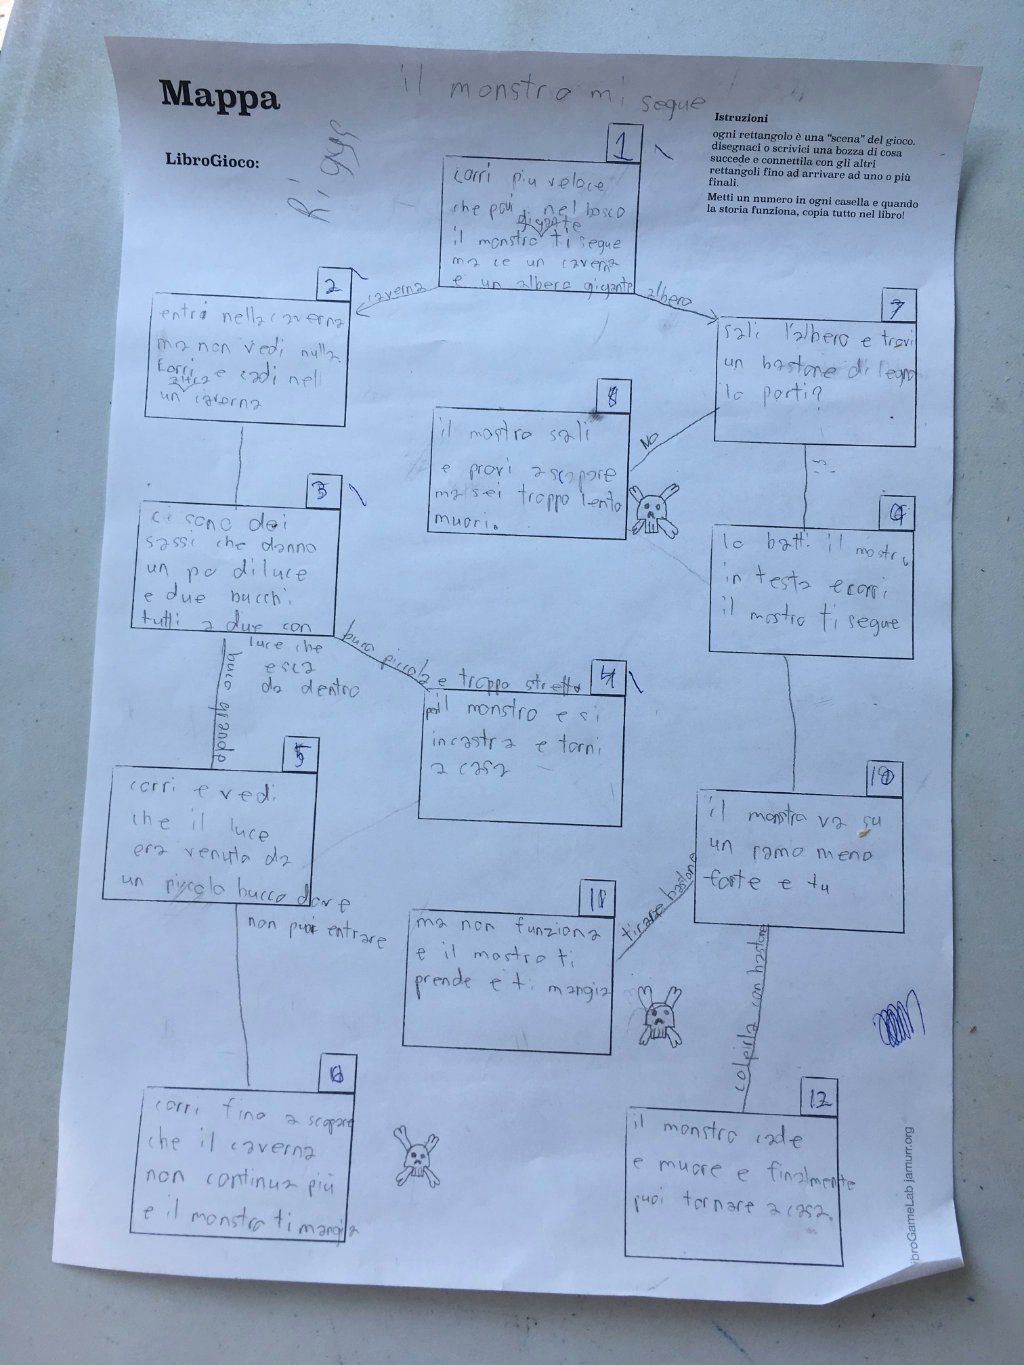 Mappa
il monstro mi segue
LibroGioco:
Istruzioni
ogni rettangolo è una "scena" del gioco.
disegnaci o scrivici una bozza di cosa
succede e connettila con gli altri
rettangoli fino ad arrivare ad uno o più
finali.
Metti un numero in ogni casella e quando
la storia funziona, copia tutto nel libro!
1
corri piu veloce
che poi nel bosco
gigante
il monstro ti segue
ma ce un caverna
e un albero gigante
caverna
albero
2
entri nella caverna
ma non vedi nulla
Corri e cadi nell
un caverna
7
sali l'albero e trovi
un bastone di legno
lo porti?
No
8
il mostro sali
e provi a scapare
ma sei troppo lento
muori.
3
ci sono dei
sassi che danno
un po di luce
e due bucchi
tutti a due con
luce che
esca
da dentro
buco grande
buco piccolo
lo batti il mostro
in testa e corri
il mostro ti segue
4
e troppo stretto
il monstro e si
incastra e torni
a casa
5
corri e vedi
che il luce
era venuta da
un piccolo bucco dove
non puoi entrare
10
il monstro va su
un ramo meno
forte e tu
tirare bastone
colpirlo con bastone
11
ma non funziona
e il mostro ti
prende e ti mangia
6
corri fino a scopare
che il caverna
non continua più
e il monstro ti mangia
12
il monstro cade
e muore e finalmente
puoi tornare a casa.
broGameLab jamurr.org